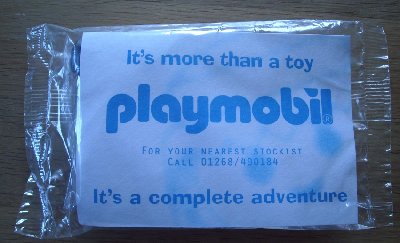 It's more than a toy
playmobil®
FOR YOUR NEAREST STOCKIST
CALL 01268/490184
It's a complete adventure